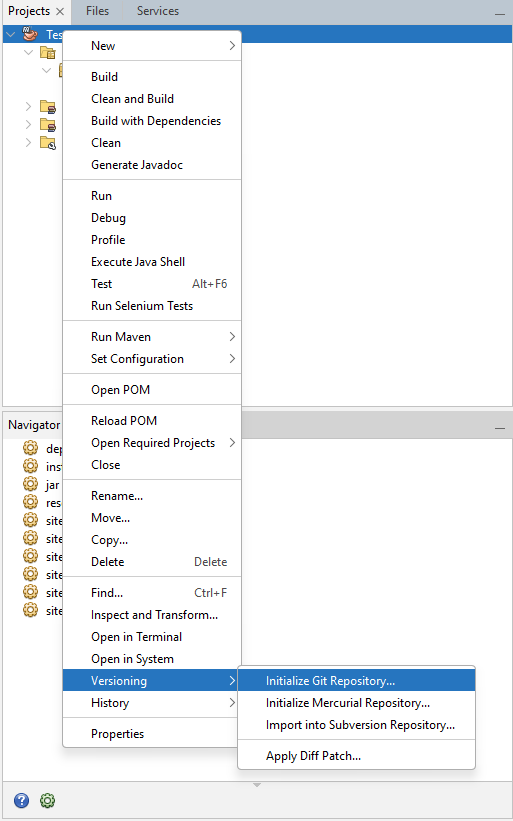 Projects Files Services
Tes
New
Build
Clean and Build
Build with Dependencies
Clean
Generate Javadoc
Run
Debug
Profile
Execute Java Shell
Test Alt+F6
Run Selenium Tests
Run Maven
Set Configuration
Open POM
Reload POM
Open Required Projects
Close
Rename...
Move...
Copy...
Delete Delete
Find... Ctrl+F
Inspect and Transform...
Open in Terminal
Open in System
Versioning
History
Properties
Initialize Git Repository...
Initialize Mercurial Repository...
Import into Subversion Repository...
Apply Diff Patch...
Navigator
dep
inst
jar
res
site
site
site
site
site
site